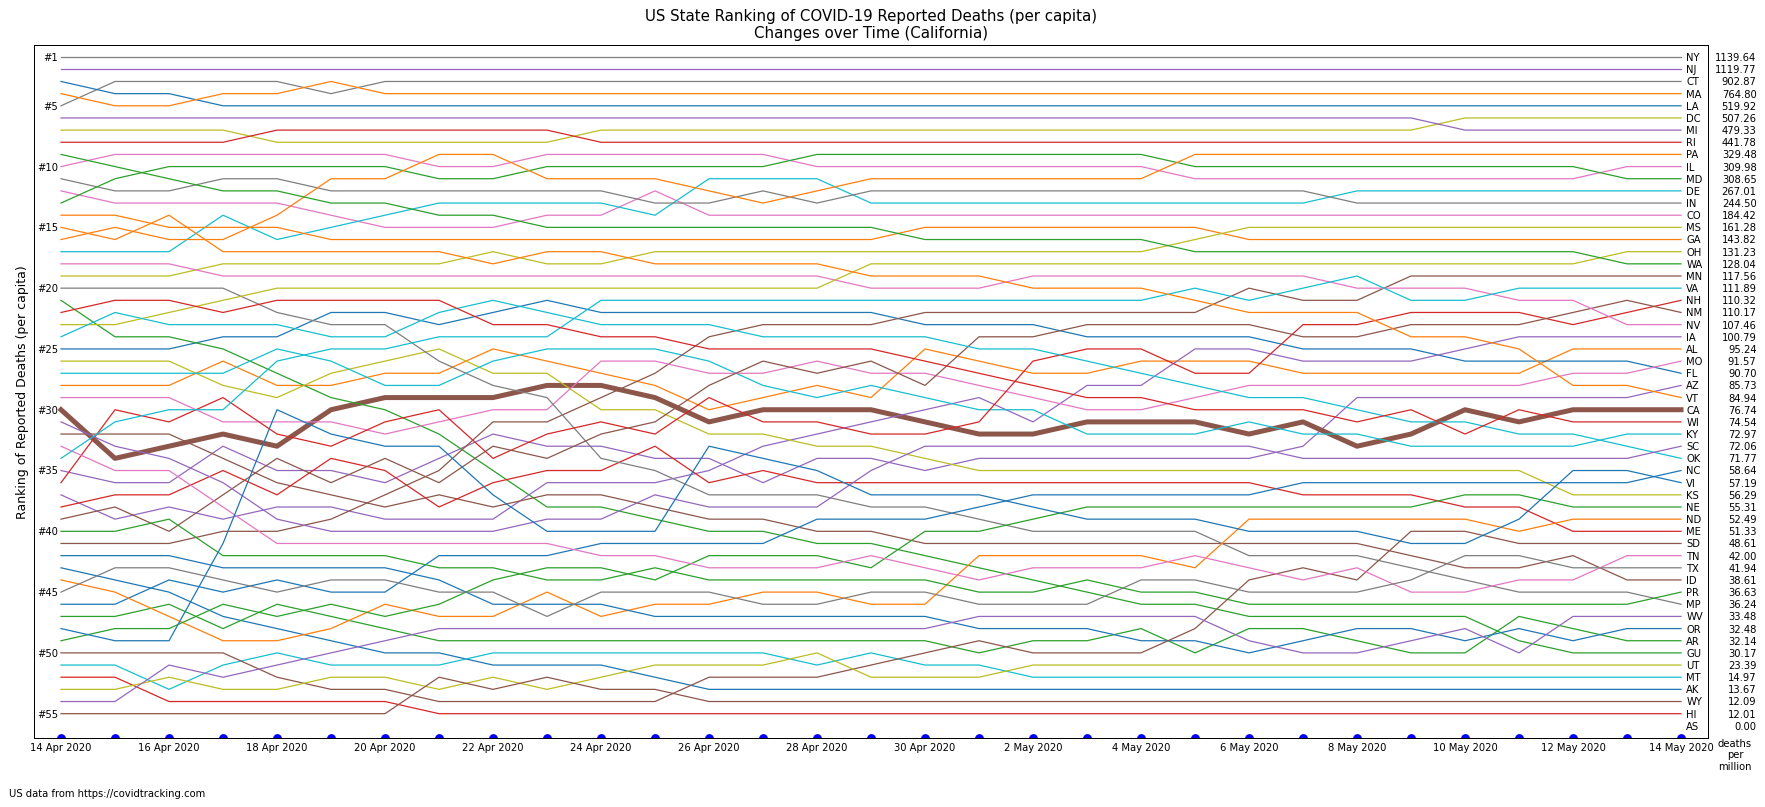 US State Ranking of COVID-19 Reported Deaths (per capita)
Changes over Time (California)
Ranking of Reported Deaths (per capita)
#1
#5
#10
#15
#20
#25
#30
#35
#40
#45
#50
#55
NY 1139.64
NJ 1119.77
CT 902.87
MA 764.80
LA 519.92
DC 507.26
MI 479.33
RI 441.78
PA 329.48
IL 309.98
MD 308.65
DE 267.01
IN 244.50
CO 184.42
MS 161.28
GA 143.82
OH 131.23
WA 128.04
MN 117.56
VA 111.89
NH 110.32
NM 110.17
NV 107.46
IA 100.79
AL 95.24
MO 91.57
FL 90.70
AZ 85.73
VT 84.94
CA 76.74
WI 74.54
KY 72.97
SC 72.06
OK 71.77
NC 58.64
VI 57.19
KS 56.29
NE 55.31
ND 52.49
ME 51.33
SD 48.61
TN 42.00
TX 41.94
ID 38.61
PR 36.63
MP 36.24
WV 33.48
OR 32.48
AR 32.14
GU 30.17
UT 23.39
MT 14.97
AK 13.67
WY 12.09
HI 12.01
AS 0.00
14 Apr 2020 16 Apr 2020 18 Apr 2020 20 Apr 2020 22 Apr 2020 24 Apr 2020 26 Apr 2020 28 Apr 2020 30 Apr 2020 2 May 2020 4 May 2020 6 May 2020 8 May 2020 10 May 2020 12 May 2020 14 May 2020
deaths
per
million
US data from https://covidtracking.com